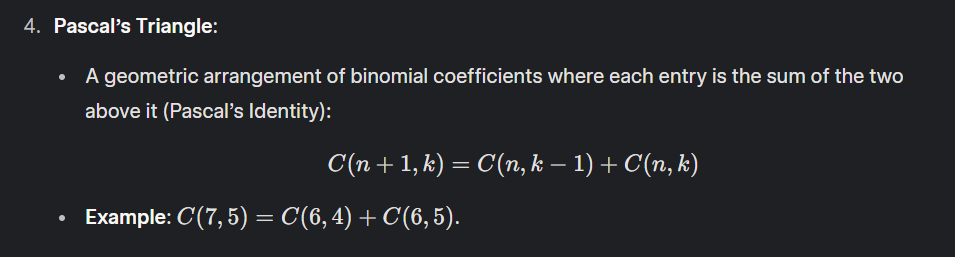 4. Pascal's Triangle:
• A geometric arrangement of binomial coefficients where each entry is the sum of the two
above it (Pascal's Identity):
C(n + 1, k) = C(n, k − 1) + C(n, k)
• Example: C(7, 5) = C(6, 4) + C(6, 5).